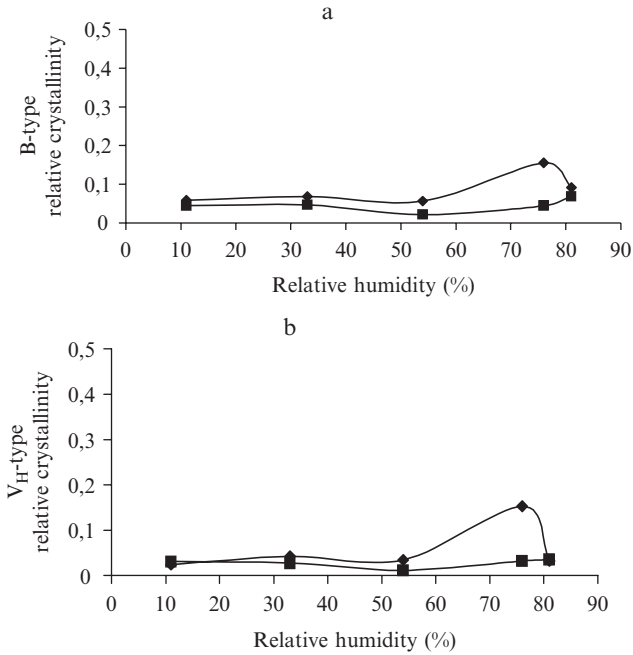 a
B-type
relative crystallinity
0,5
0,4
0,3
0,2
0,1
0
0 10 20 30 40 50 60 70 80 90
Relative humidity (%)
b
V_H-type
relative crystallinity
0,5
0,4
0,3
0,2
0,1
0
0 10 20 30 40 50 60 70 80 90
Relative humidity (%)